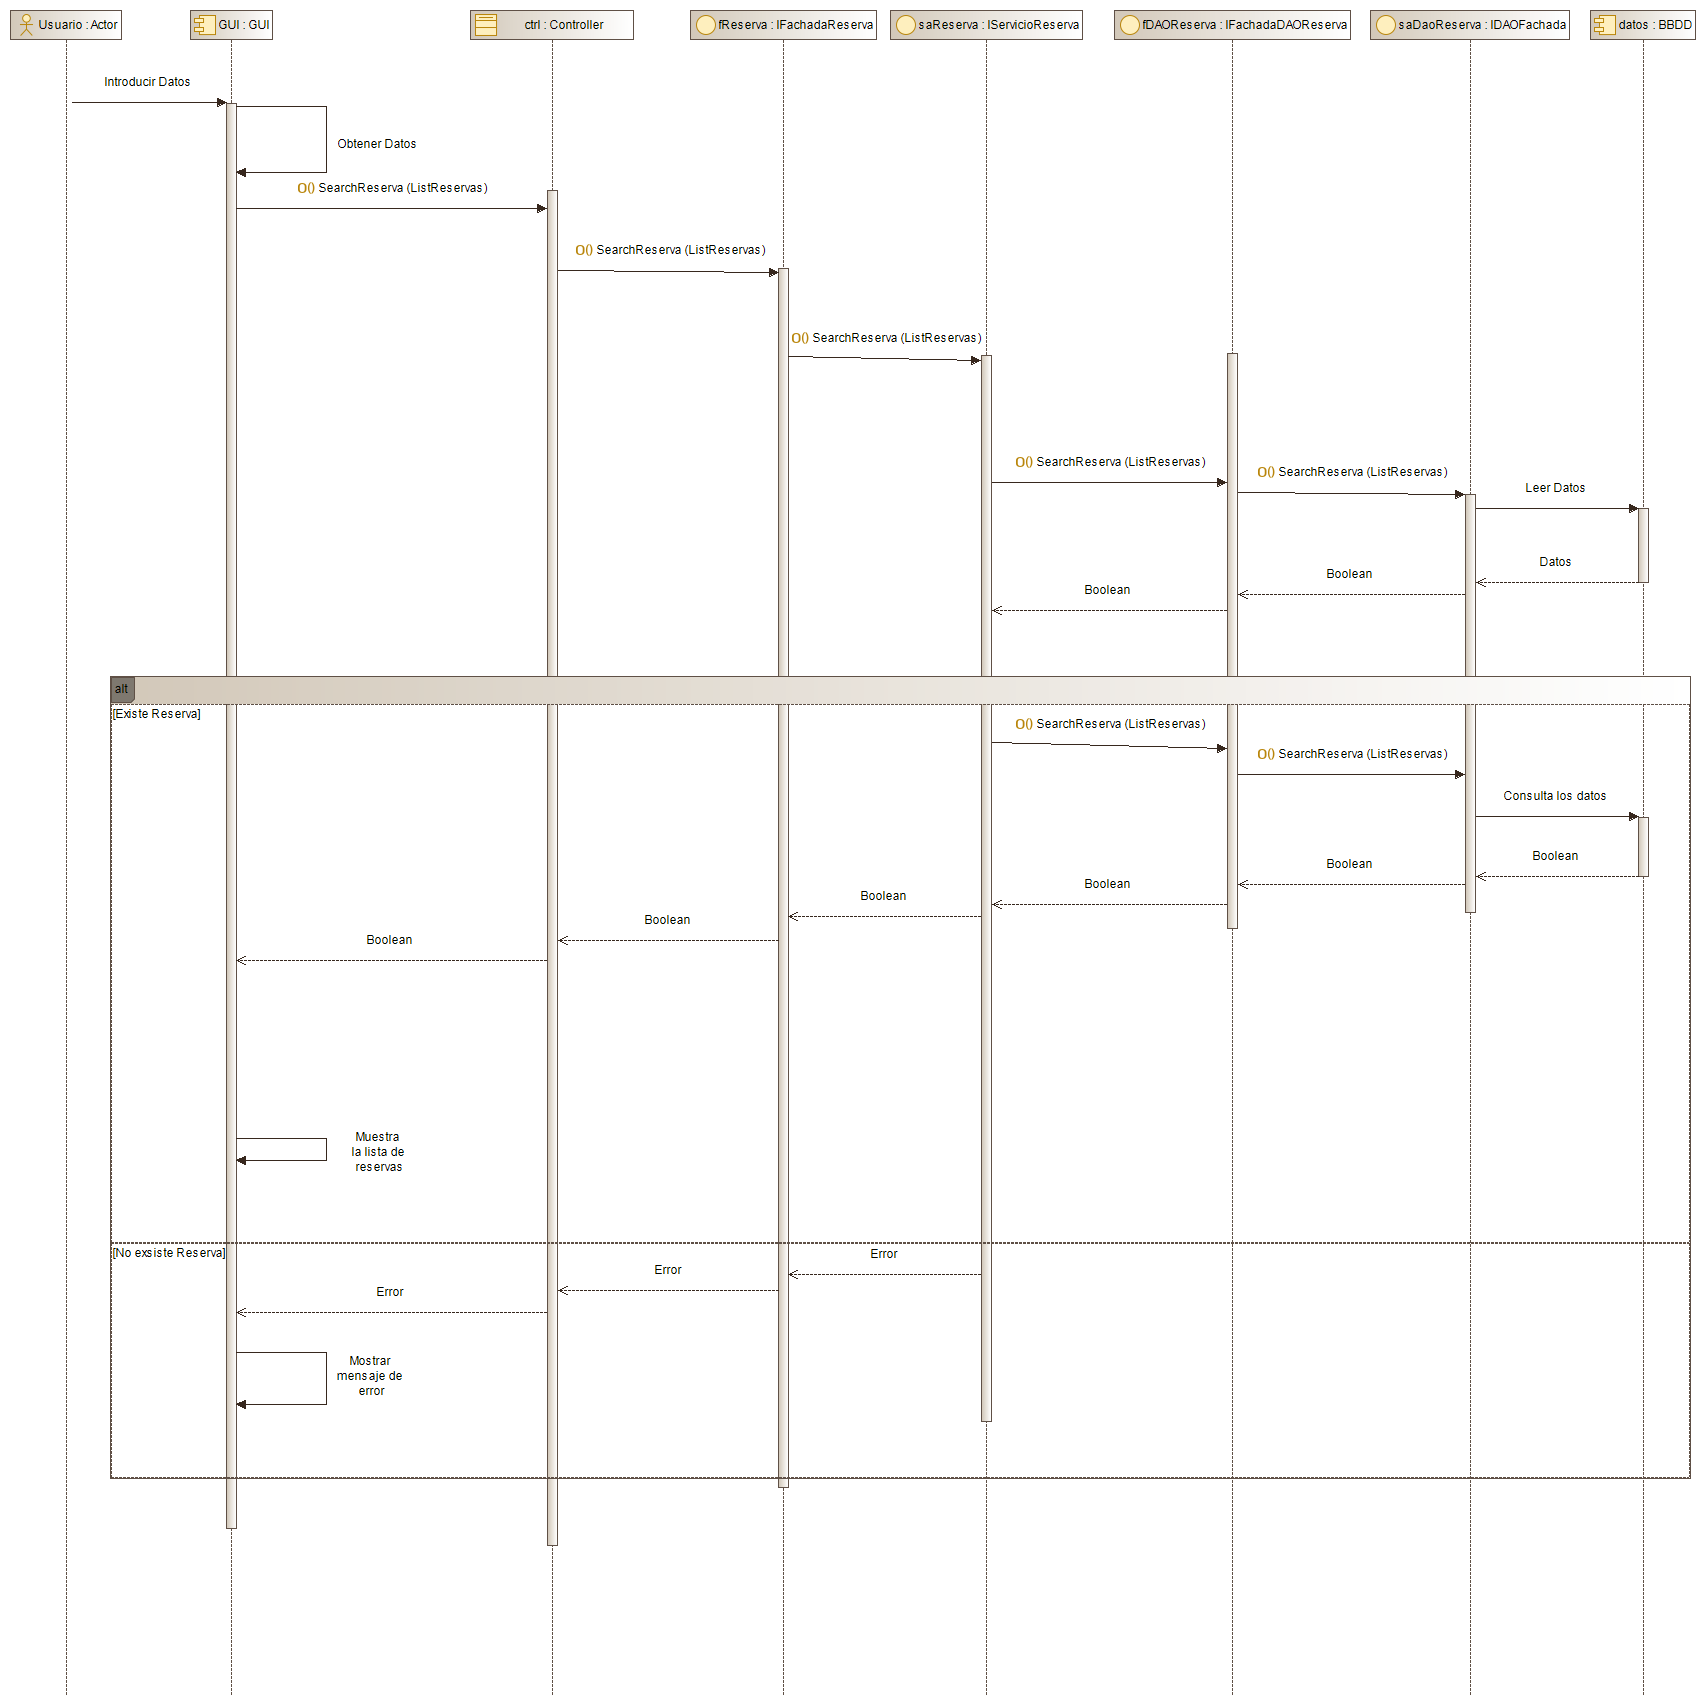 Usuario : Actor
GUI : GUI
ctrl : Controller
fReserva : IFachadaReserva
saReserva : IServicioReserva
fDAOReserva : IFachadaDAOReserva
saDaoReserva : IDAOFachada
datos : BBDD
Introducir Datos
Obtener Datos
O() SearchReserva (ListReservas)
O() SearchReserva (ListReservas)
O() SearchReserva (ListReservas)
O() SearchReserva (ListReservas)
O() SearchReserva (ListReservas)
Leer Datos
Datos
Boolean
Boolean
alt
[Existe Reserva]
O() SearchReserva (ListReservas)
O() SearchReserva (ListReservas)
Consulta los datos
Boolean
Boolean
Boolean
Boolean
Boolean
Boolean
Muestra
la lista de
reservas
[No exsiste Reserva]
Error
Error
Error
Mostrar
mensaje de
error